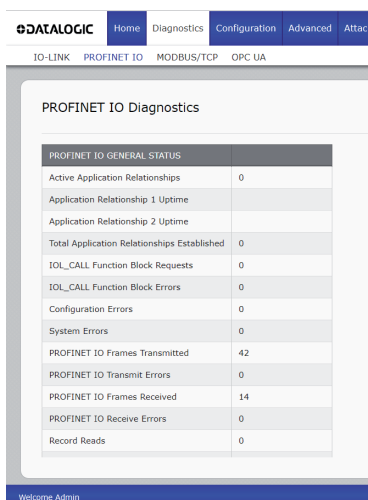 DATALOGIC Home Diagnostics Configuration Advanced Attac
IO-LINK PROFINET IO MODBUS/TCP OPC UA
PROFINET IO Diagnostics
PROFINET IO GENERAL STATUS
Active Application Relationships 0
Application Relationship 1 Uptime
Application Relationship 2 Uptime
Total Application Relationships Established 0
IOL_CALL Function Block Requests 0
IOL_CALL Function Block Errors 0
Configuration Errors 0
System Errors 0
PROFINET IO Frames Transmitted 42
PROFINET IO Transmit Errors 0
PROFINET IO Frames Received 14
PROFINET IO Receive Errors 0
Record Reads 0
Welcome Admin